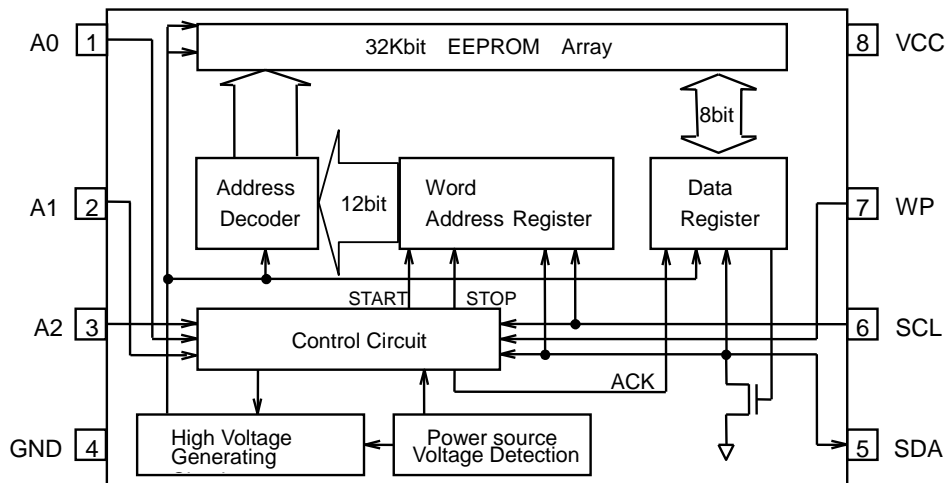 A0 1
32Kbit EEPROM Array
8 VCC
8bit
A1 2
Address
Decoder
12bit
Word
Address Register
Data
Register
7 WP
START
STOP
A2 3
Control Circuit
6 SCL
ACK
GND 4
High Voltage
Generating
Power source
Voltage Detection
5 SDA